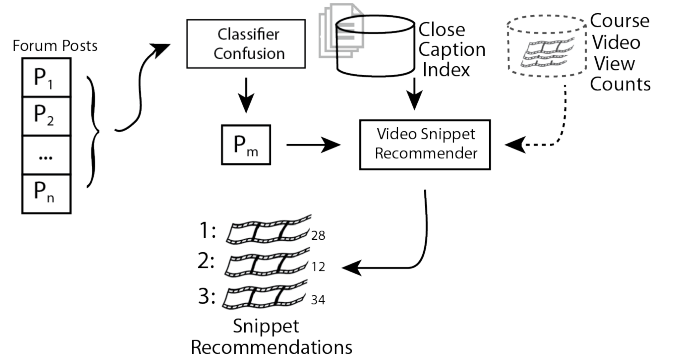 Forum Posts
P1
P2
...
Pn
Classifier
Confusion
Pm
Close
Caption
Index
Course
Video
View
Counts
Video Snippet
Recommender
1: 28
2: 12
3: 34
Snippet
Recommendations